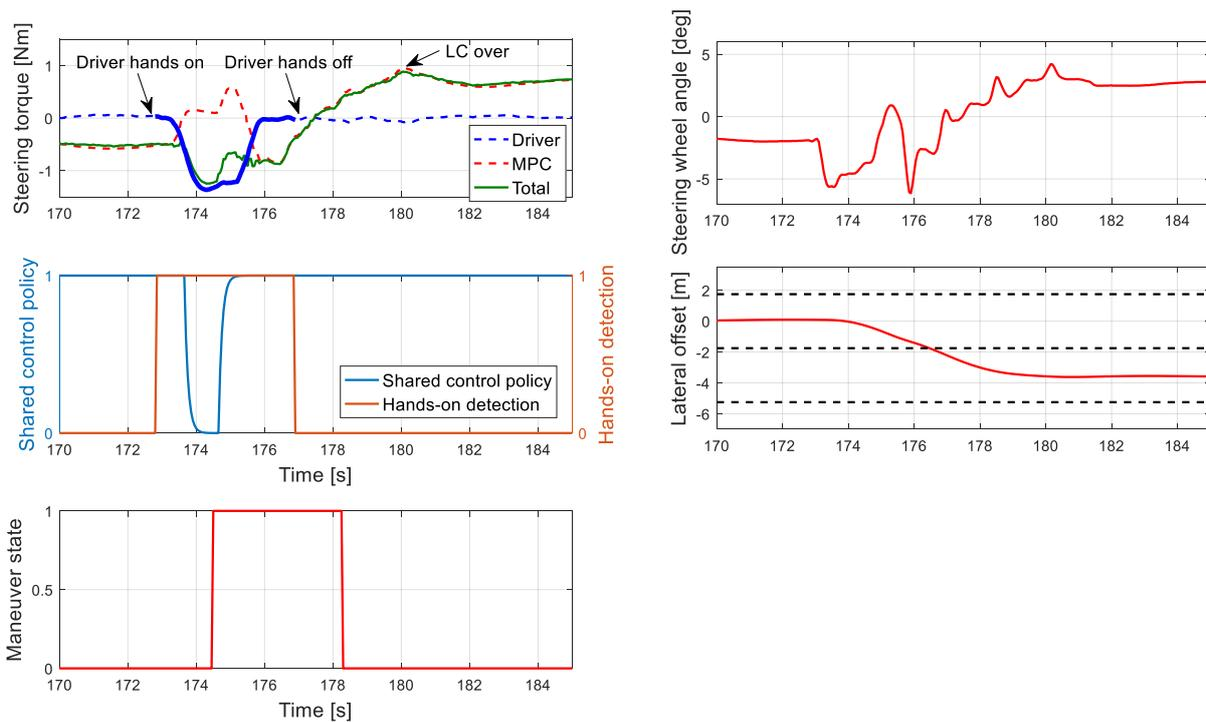 Steering torque [Nm]
1
0
-1
Driver hands on
Driver hands off
LC over
Driver
MPC
Total
170 172 174 176 178 180 182 184
Steering wheel angle [deg]
5
0
-5
170 172 174 176 178 180 182 184
Shared control policy
1
0
Shared control policy
Hands-on detection
1
0
Hands-on detection
170 172 174 176 178 180 182 184
Time [s]
Lateral offset [m]
2
0
-2
-4
-6
170 172 174 176 178 180 182 184
Maneuver state
1
0.5
0
170 172 174 176 178 180 182 184
Time [s]